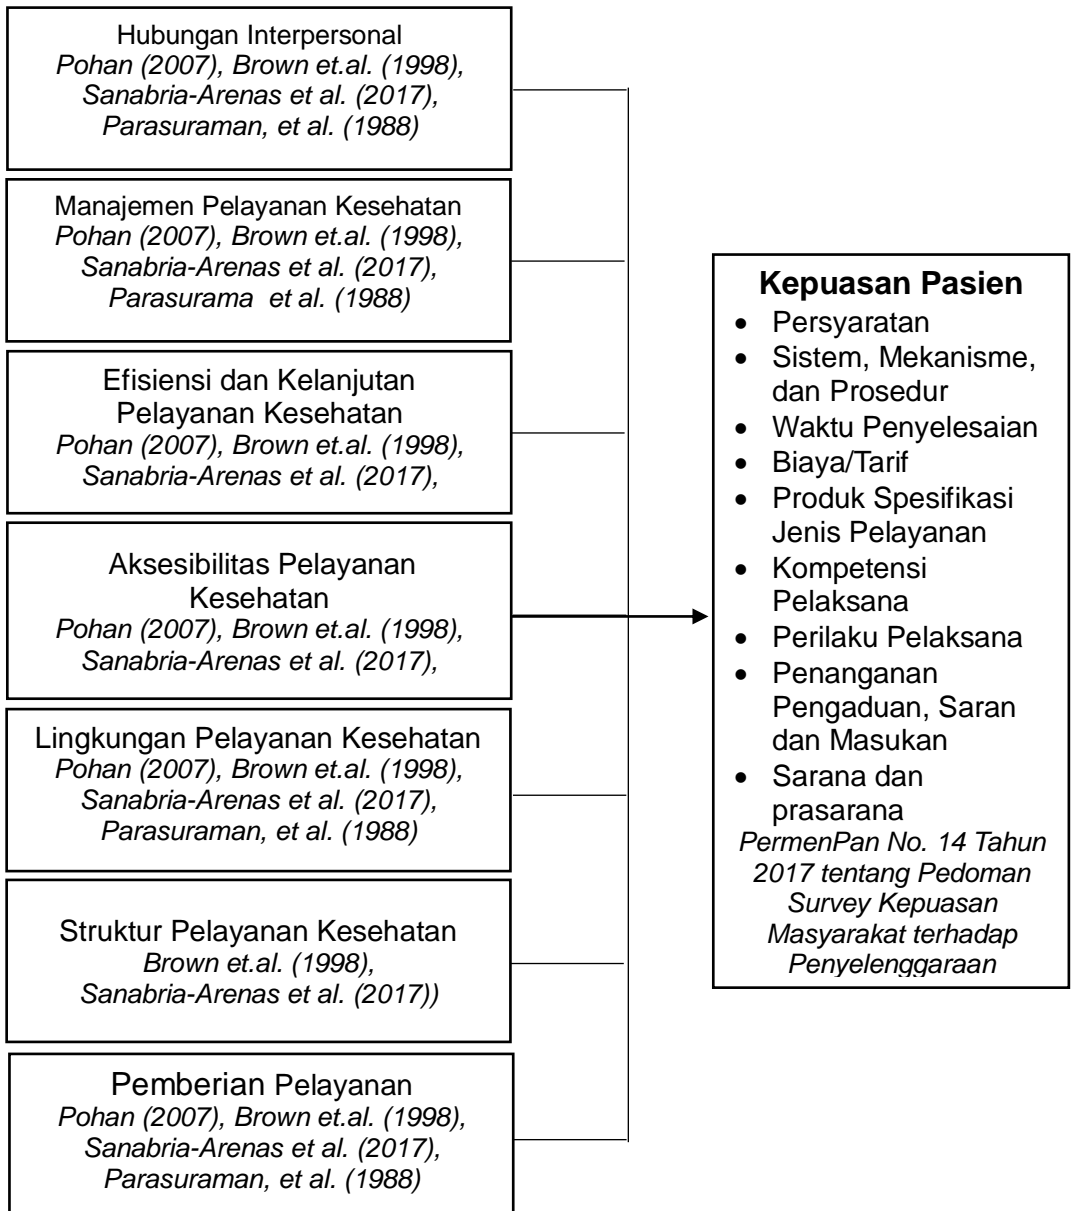 Hubungan Interpersonal
Pohan (2007), Brown et.al. (1998),
Sanabria-Arenas et al. (2017),
Parasuraman, et al. (1988)
Manajemen Pelayanan Kesehatan
Pohan (2007), Brown et.al. (1998),
Sanabria-Arenas et al. (2017),
Parasurama et al. (1988)
Efisiensi dan Kelanjutan
Pelayanan Kesehatan
Pohan (2007), Brown et.al. (1998),
Sanabria-Arenas et al. (2017),
Aksesibilitas Pelayanan
Kesehatan
Pohan (2007), Brown et.al. (1998),
Sanabria-Arenas et al. (2017),
Lingkungan Pelayanan Kesehatan
Pohan (2007), Brown et.al. (1998),
Sanabria-Arenas et al. (2017),
Parasuraman, et al. (1988)
Struktur Pelayanan Kesehatan
Brown et.al. (1998),
Sanabria-Arenas et al. (2017))
Pemberian Pelayanan
Pohan (2007), Brown et.al. (1998),
Sanabria-Arenas et al. (2017),
Parasuraman, et al. (1988)
Kepuasan Pasien
• Persyaratan
• Sistem, Mekanisme,
dan Prosedur
• Waktu Penyelesaian
• Biaya/Tarif
• Produk Spesifikasi
Jenis Pelayanan
• Kompetensi
Pelaksana
• Perilaku Pelaksana
• Penanganan
Pengaduan, Saran
dan Masukan
• Sarana dan
prasarana
PermenPan No. 14 Tahun
2017 tentang Pedoman
Survey Kepuasan
Masyarakat terhadap
Penyelenggaraan